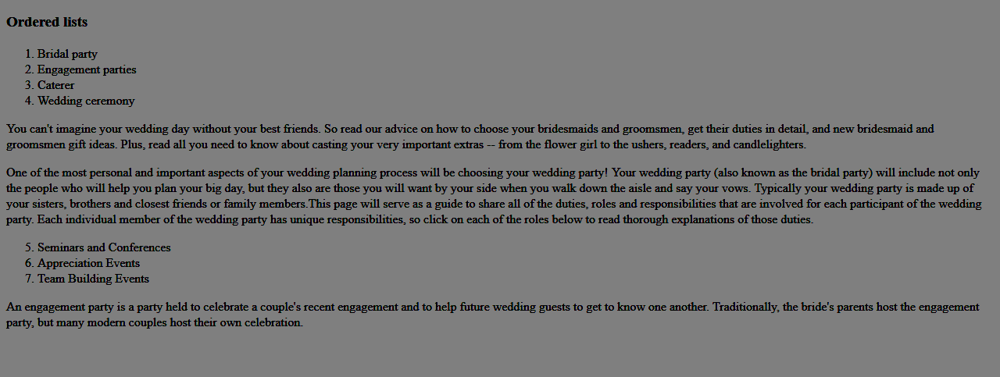 Ordered lists
1. Bridal party
2. Engagement parties
3. Caterer
4. Wedding ceremony
You can't imagine your wedding day without your best friends. So read our advice on how to choose your bridesmaids and groomsmen, get their duties in detail, and new bridesmaid and
groomsmen gift ideas. Plus, read all you need to know about casting your very important extras -- from the flower girl to the ushers, readers, and candlelighters.
One of the most personal and important aspects of your wedding planning process will be choosing your wedding party! Your wedding party (also known as the bridal party) will include not only
the people who will help you plan your big day, but they also are those you will want by your side when you walk down the aisle and say your vows. Typically your wedding party is made up of
your sisters, brothers and closest friends or family members.This page will serve as a guide to share all of the duties, roles and responsibilities that are involved for each participant of the wedding
party. Each individual member of the wedding party has unique responsibilities, so click on each of the roles below to read thorough explanations of those duties.
5. Seminars and Conferences
6. Appreciation Events
7. Team Building Events
An engagement party is a party held to celebrate a couple's recent engagement and to help future wedding guests to get to know one another. Traditionally, the bride's parents host the engagement
party, but many modern couples host their own celebration.